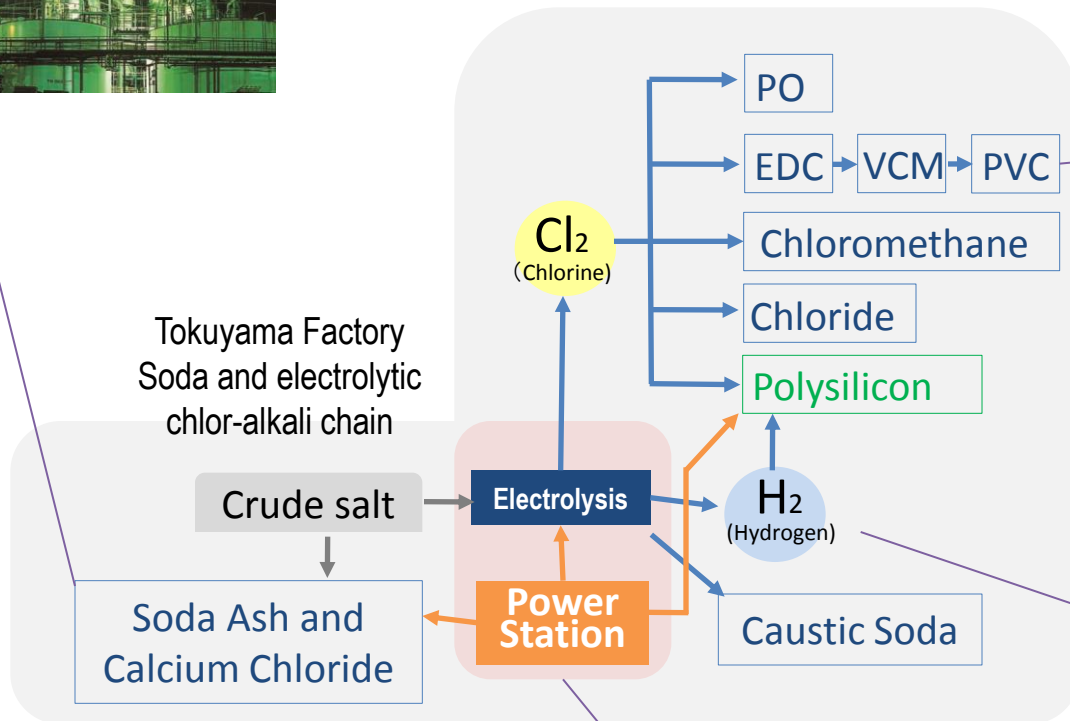 PO
EDC
VCM
PVC
Cl₂
（Chlorine)
Chloromethane
Chloride
Tokuyama Factory
Soda and electrolytic
chlor-alkali chain
Polysilicon
Crude salt
Electrolysis
H₂
(Hydrogen)
Power
Station
Soda Ash and
Calcium Chloride
Caustic Soda